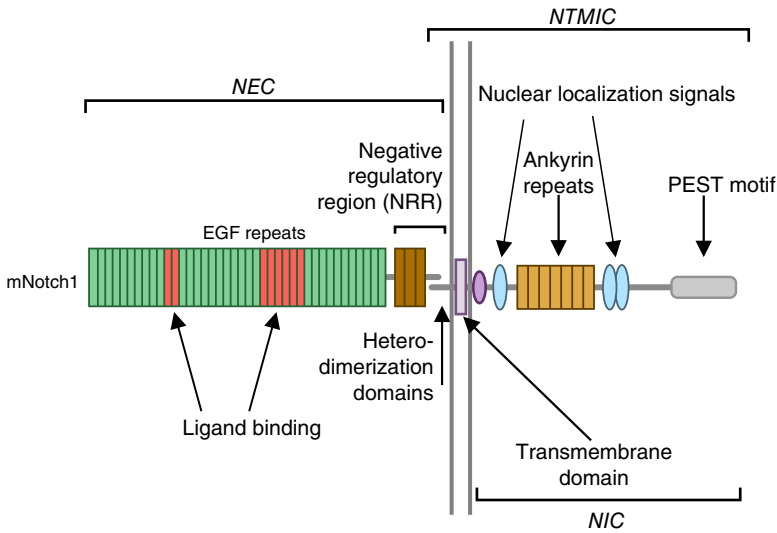 NTMIC
NEC
Nuclear localization signals
Negative
regulatory
region (NRR)
Ankyrin
repeats
PEST motif
EGF repeats
mNotch1
Hetero-
dimerization
domains
Ligand binding
Transmembrane
domain
NIC